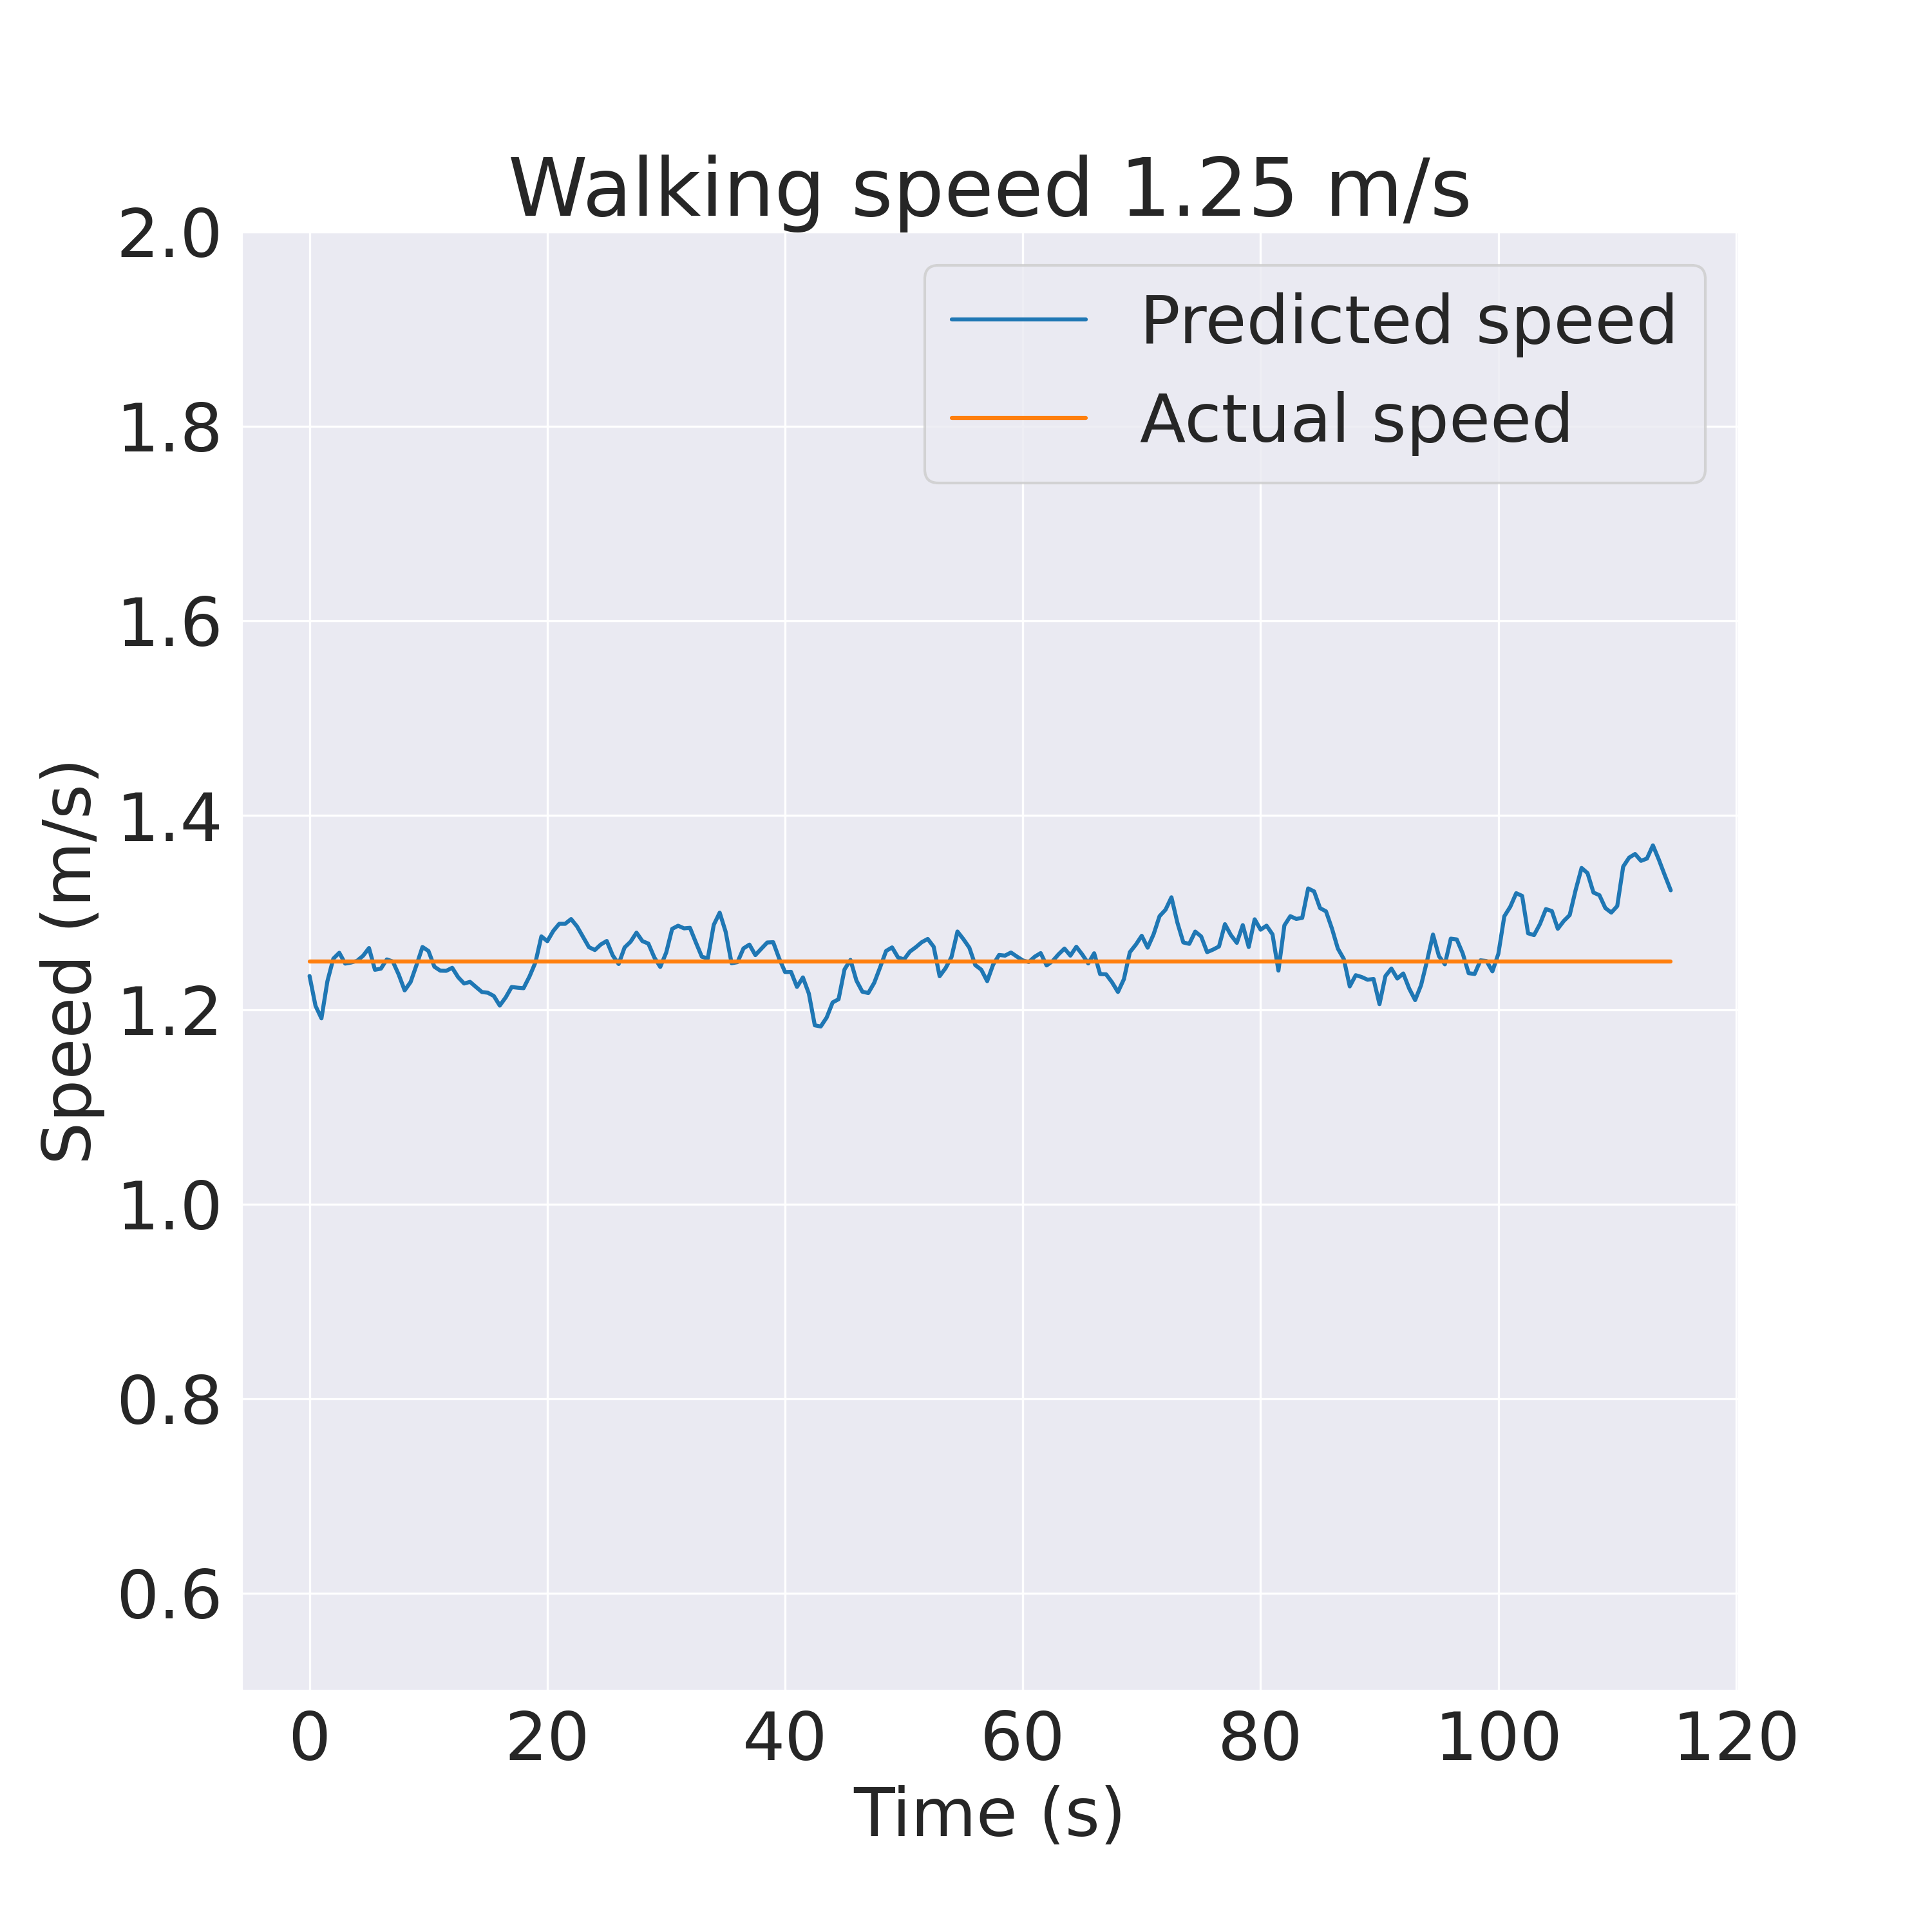 Walking speed 1.25 m/s
Predicted speed
Actual speed
2.0
1.8
1.6
1.4
1.2
1.0
0.8
0.6
Speed (m/s)
0 20 40 60 80 100 120
Time (s)